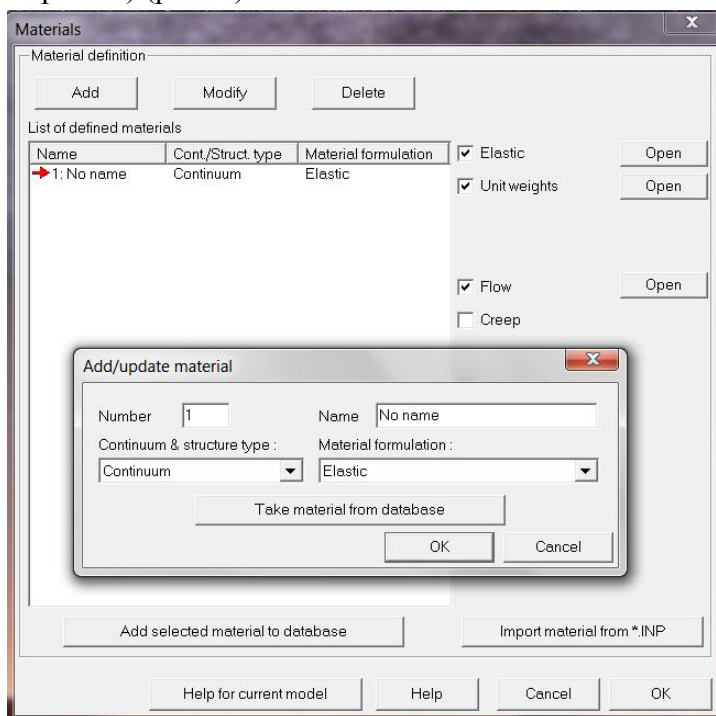 Materials
Material definition
Add Modify Delete
List of defined materials
Name Cont./Struct. type Material formulation
1: No name Continuum Elastic
Elastic Open
Unit weights Open
Flow Open
Creep
Add/update material
Number 1 Name No name
Continuum & structure type : Material formulation :
Continuum Elastic
Take material from database
OK Cancel
Add selected material to database Import material from *.INP
Help for current model Help Cancel OK